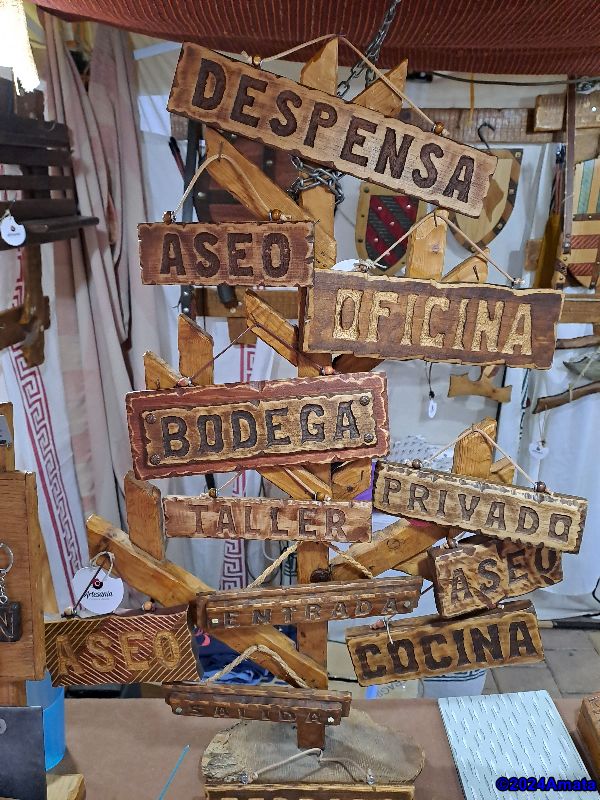 DESPENSA
ASEO
OFICINA
BODEGA
PRIVADO
TALLER
ASEO
ENTRADA
Artesanía
ASEO
COCINA
SALIDA
N
©2024Amata